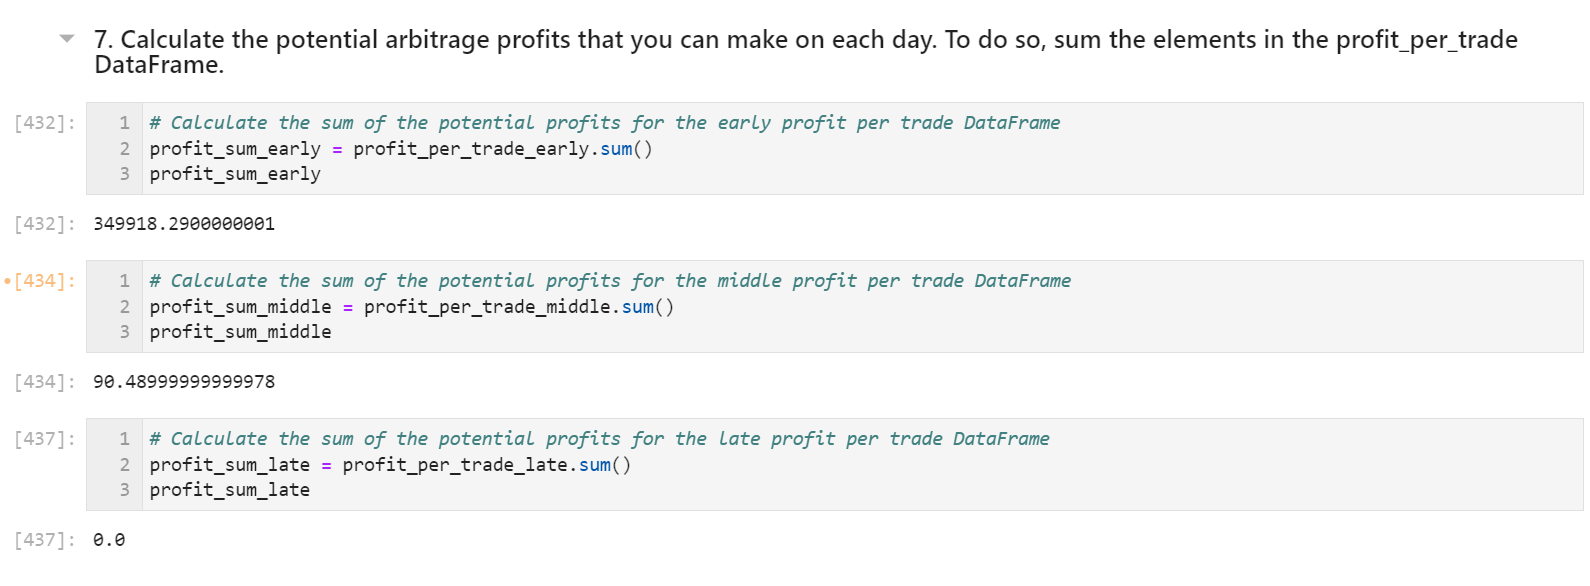 7. Calculate the potential arbitrage profits that you can make on each day. To do so, sum the elements in the profit_per_trade
DataFrame.
[432]:
1 # Calculate the sum of the potential profits for the early profit per trade DataFrame
2 profit_sum_early = profit_per_trade_early.sum()
3 profit_sum_early
[432]: 349918.2900000001
•[434]:
1 # Calculate the sum of the potential profits for the middle profit per trade DataFrame
2 profit_sum_middle = profit_per_trade_middle.sum()
3 profit_sum_middle
[434]: 90.48999999999978
[437]:
1 # Calculate the sum of the potential profits for the late profit per trade DataFrame
2 profit_sum_late = profit_per_trade_late.sum()
3 profit_sum_late
[437]: 0.0